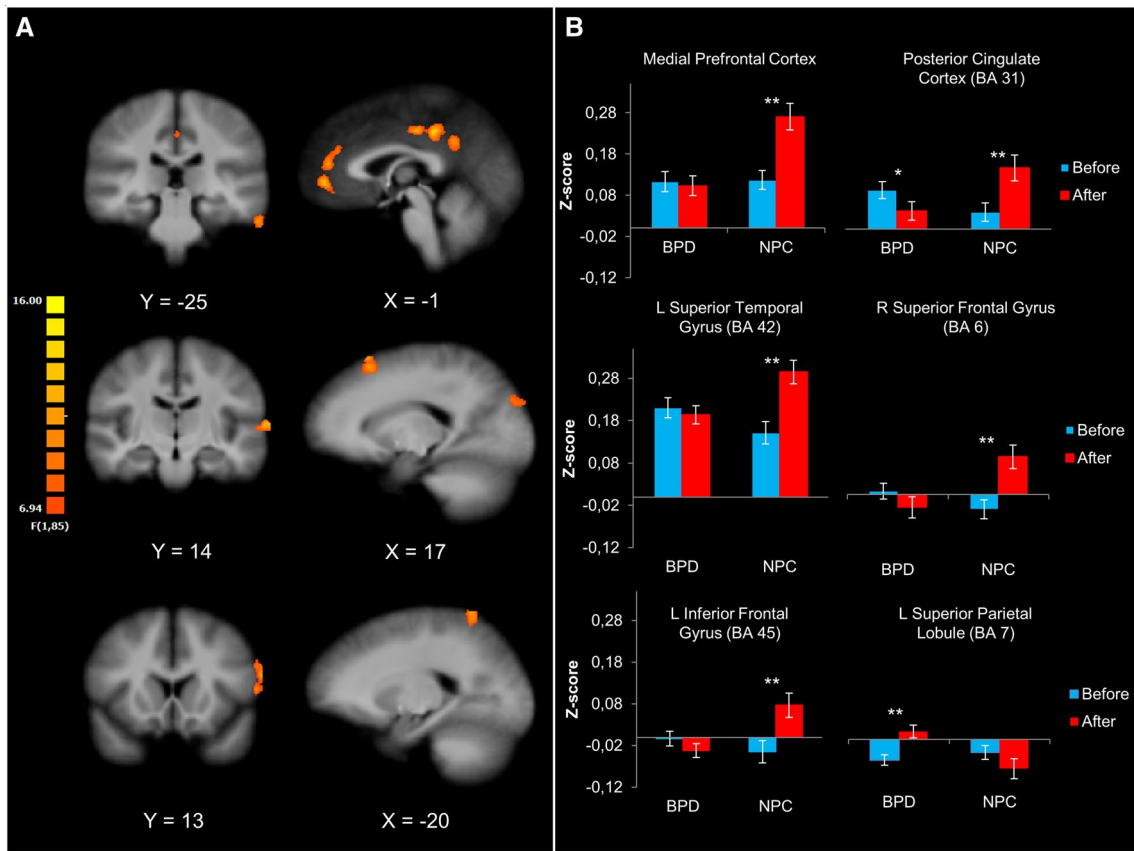 A
Y = -25
X = -1
16.00
6.94
F(1,85)
Y = 14
X = 17
Y = 13
X = -20
B
Medial Prefrontal Cortex
Z-score
0,28
0,18
0,08
-0,02
-0,12
**
BPD
NPC
Posterior Cingulate
Cortex (BA 31)
*
**
BPD
NPC
Before
After
L Superior Temporal
Gyrus (BA 42)
Z-score
0,28
0,18
0,08
-0,02
-0,12
**
BPD
NPC
R Superior Frontal Gyrus
(BA 6)
**
BPD
NPC
Before
After
L Inferior Frontal
Gyrus (BA 45)
Z-score
0,28
0,18
0,08
-0,02
-0,12
**
BPD
NPC
L Superior Parietal
Lobule (BA 7)
**
BPD
NPC
Before
After